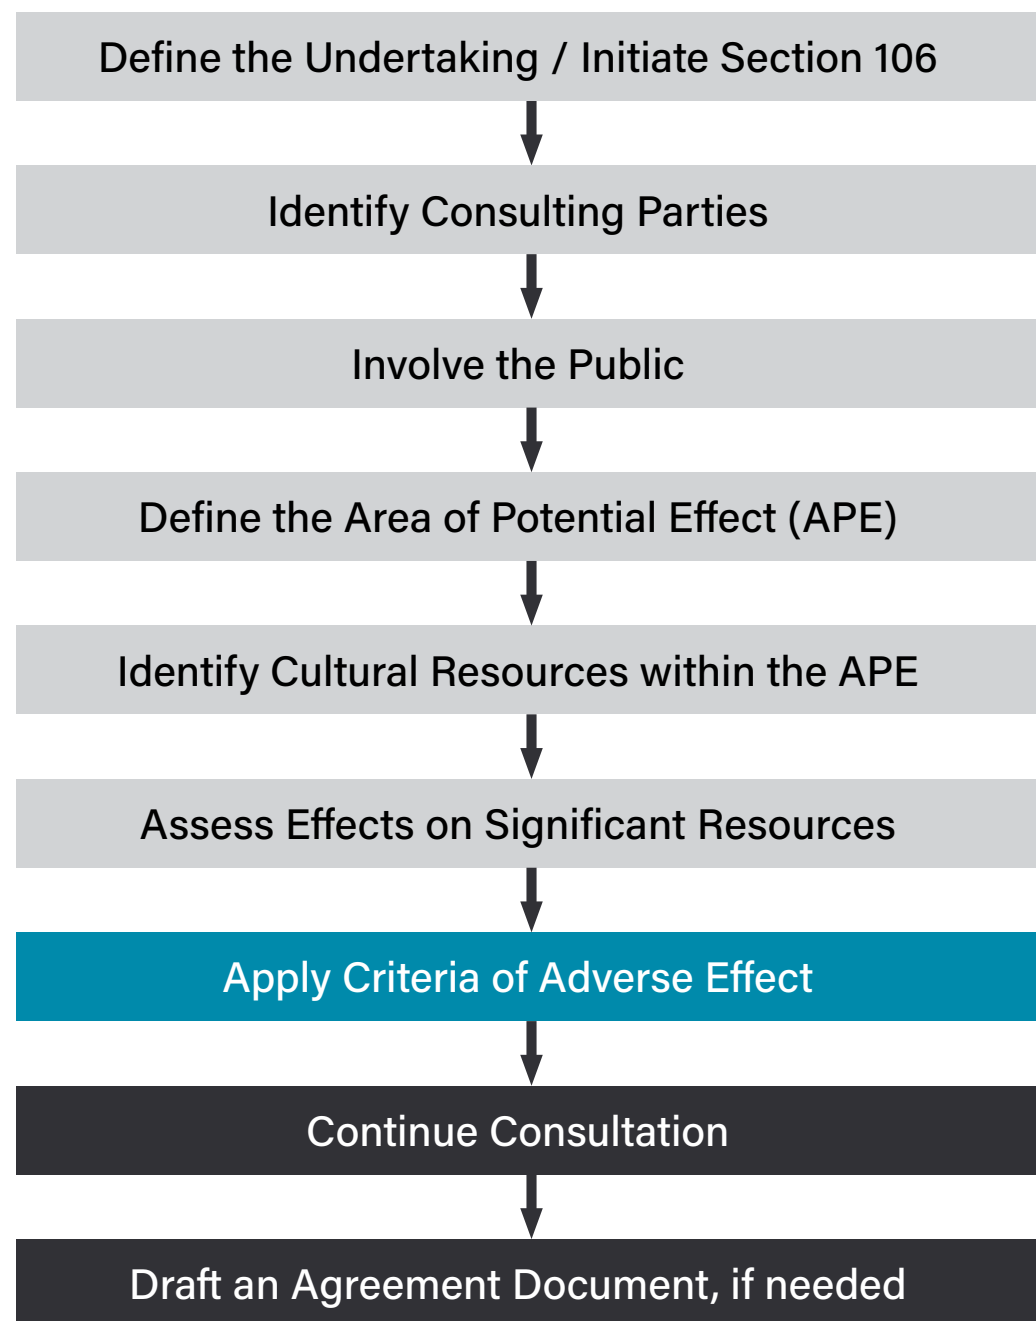 Define the Undertaking / Initiate Section 106
Identify Consulting Parties
Involve the Public
Define the Area of Potential Effect (APE)
Identify Cultural Resources within the APE
Assess Effects on Significant Resources
Apply Criteria of Adverse Effect
Continue Consultation
Draft an Agreement Document, if needed